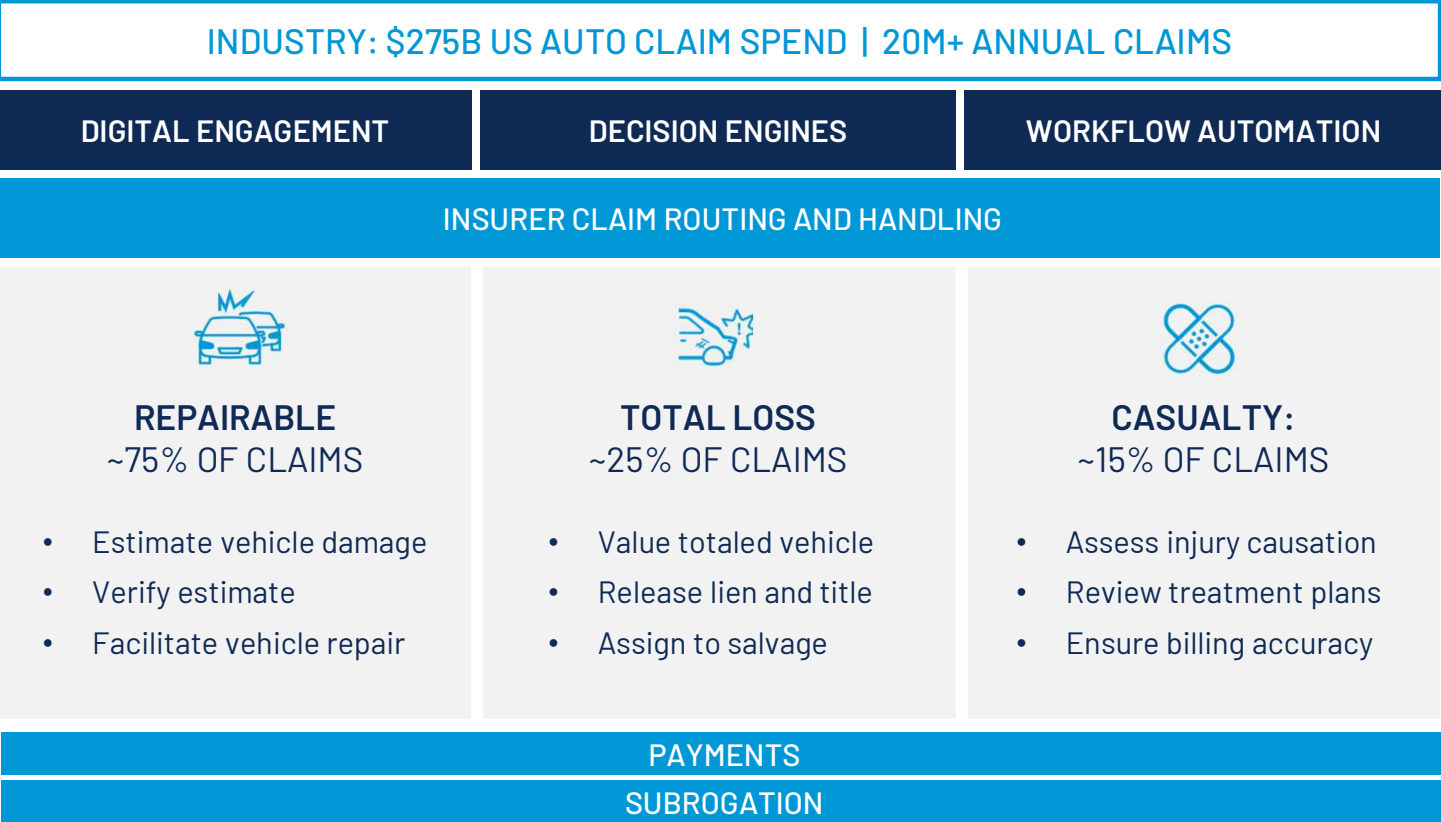 INDUSTRY: $275B US AUTO CLAIM SPEND | 20M+ ANNUAL CLAIMS
DIGITAL ENGAGEMENT
DECISION ENGINES
WORKFLOW AUTOMATION
INSURER CLAIM ROUTING AND HANDLING
REPAIRABLE
~75% OF CLAIMS
• Estimate vehicle damage
• Verify estimate
• Facilitate vehicle repair
TOTAL LOSS
~25% OF CLAIMS
• Value totaled vehicle
• Release lien and title
• Assign to salvage
CASUALTY:
~15% OF CLAIMS
• Assess injury causation
• Review treatment plans
• Ensure billing accuracy
PAYMENTS
SUBROGATION